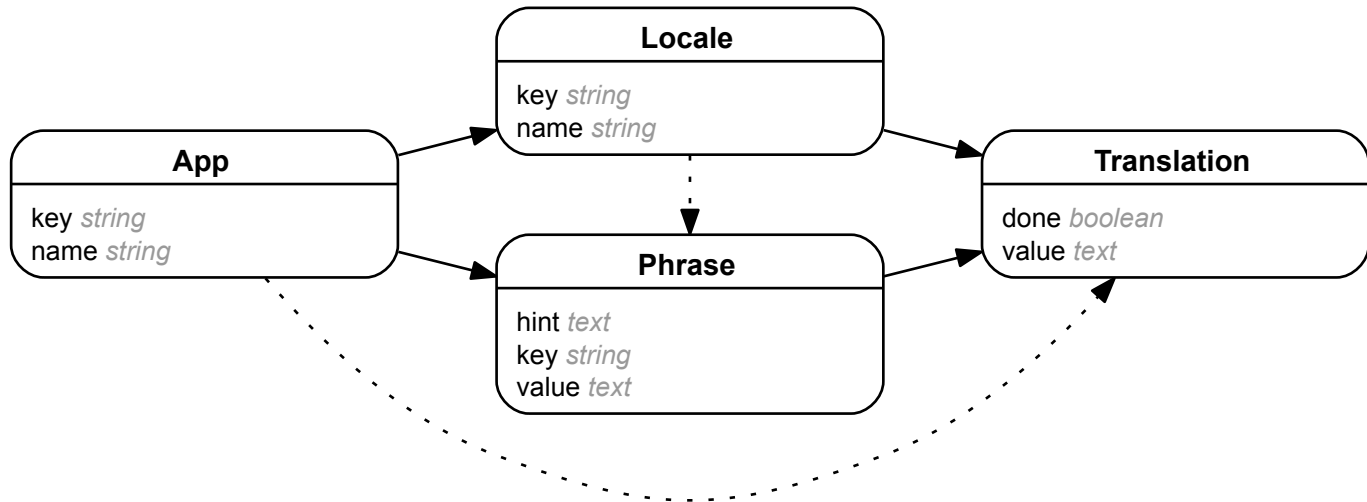 App
key string
name string
Locale
key string
name string
Phrase
hint text
key string
value text
Translation
done boolean
value text